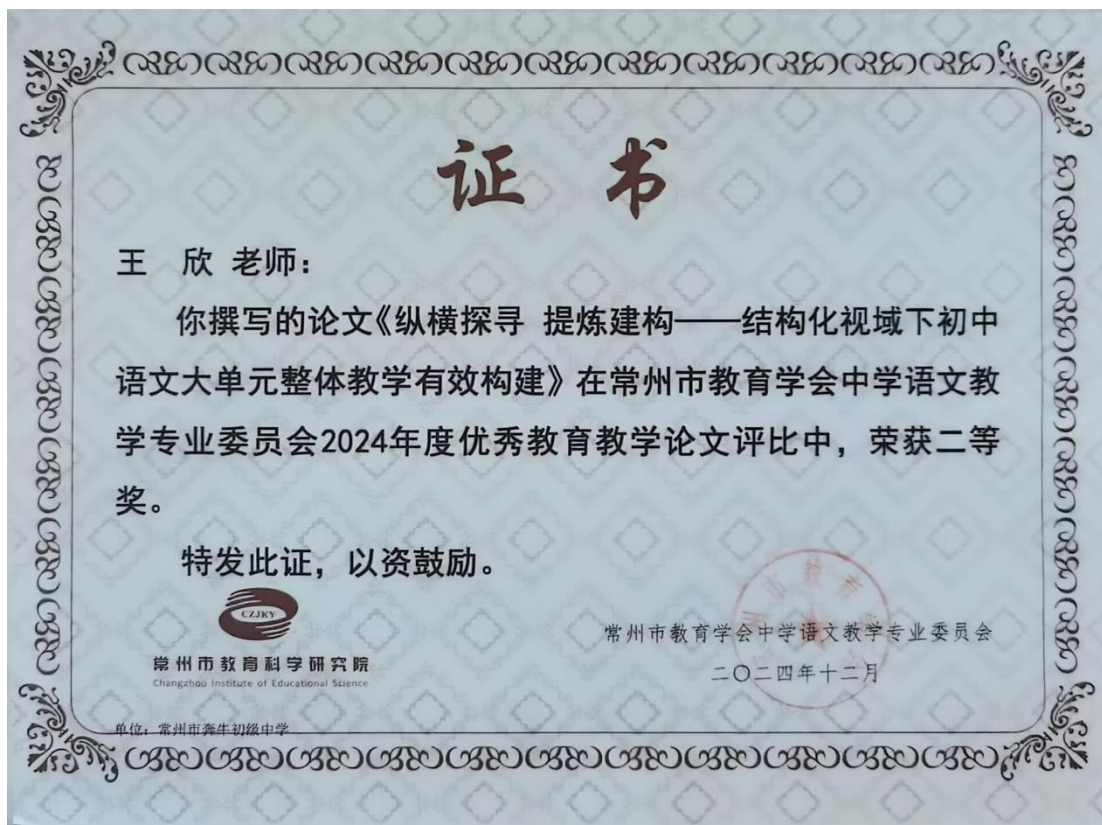 证 书
王 欣 老师：
你撰写的论文《纵横探寻 提炼建构——结构化视域下初中
语文大单元整体教学有效构建》在常州市教育学会中学语文教
学专业委员会2024年度优秀教育教学论文评比中，荣获二等
奖。
特发此证，以资鼓励。
CZJKY
常州市教育科学研究院
Changzhou Institute of Educational Science
常州市教育学会中学语文教学专业委员会
二〇二四年十二月
单位：常州市奔牛初级中学